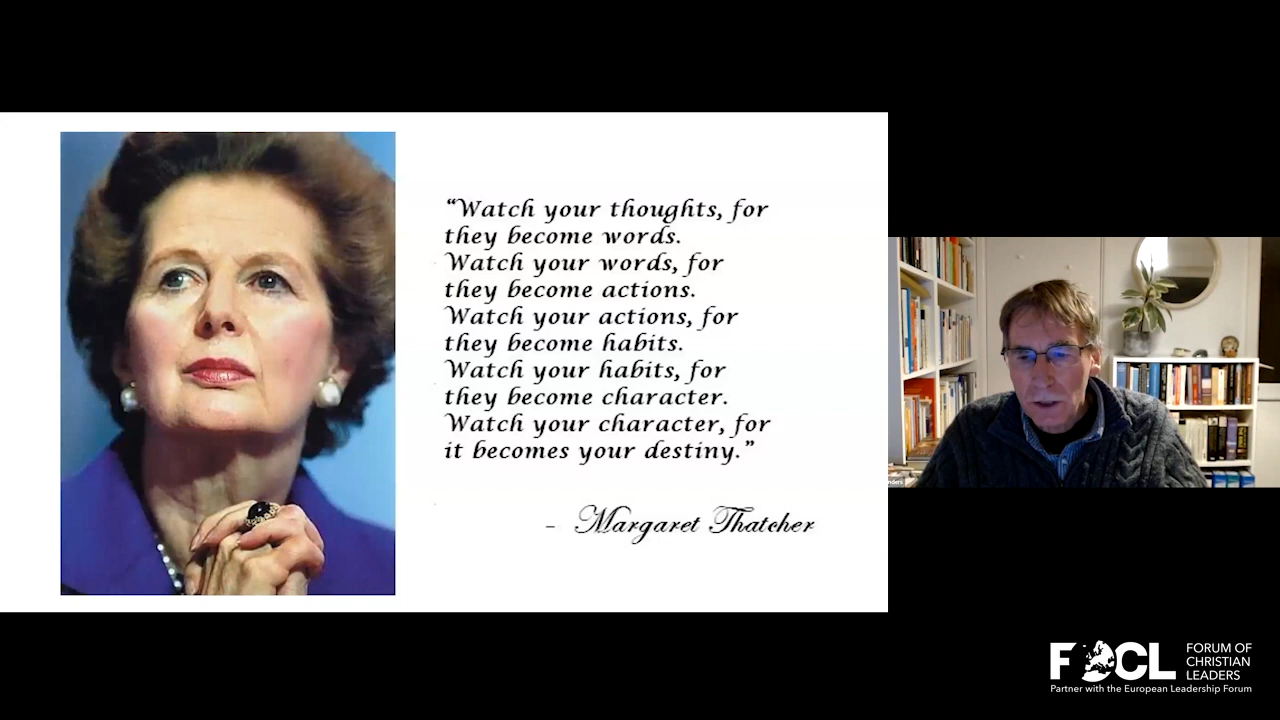 “Watch your thoughts, for
they become words.
Watch your words, for
they become actions.
Watch your actions, for
they become habits.
Watch your habits, for
they become character.
Watch your character, for
it becomes your destiny.”
- Margaret Thatcher
FOCL
FORUM OF
CHRISTIAN
LEADERS
Partner with the European Leadership Forum